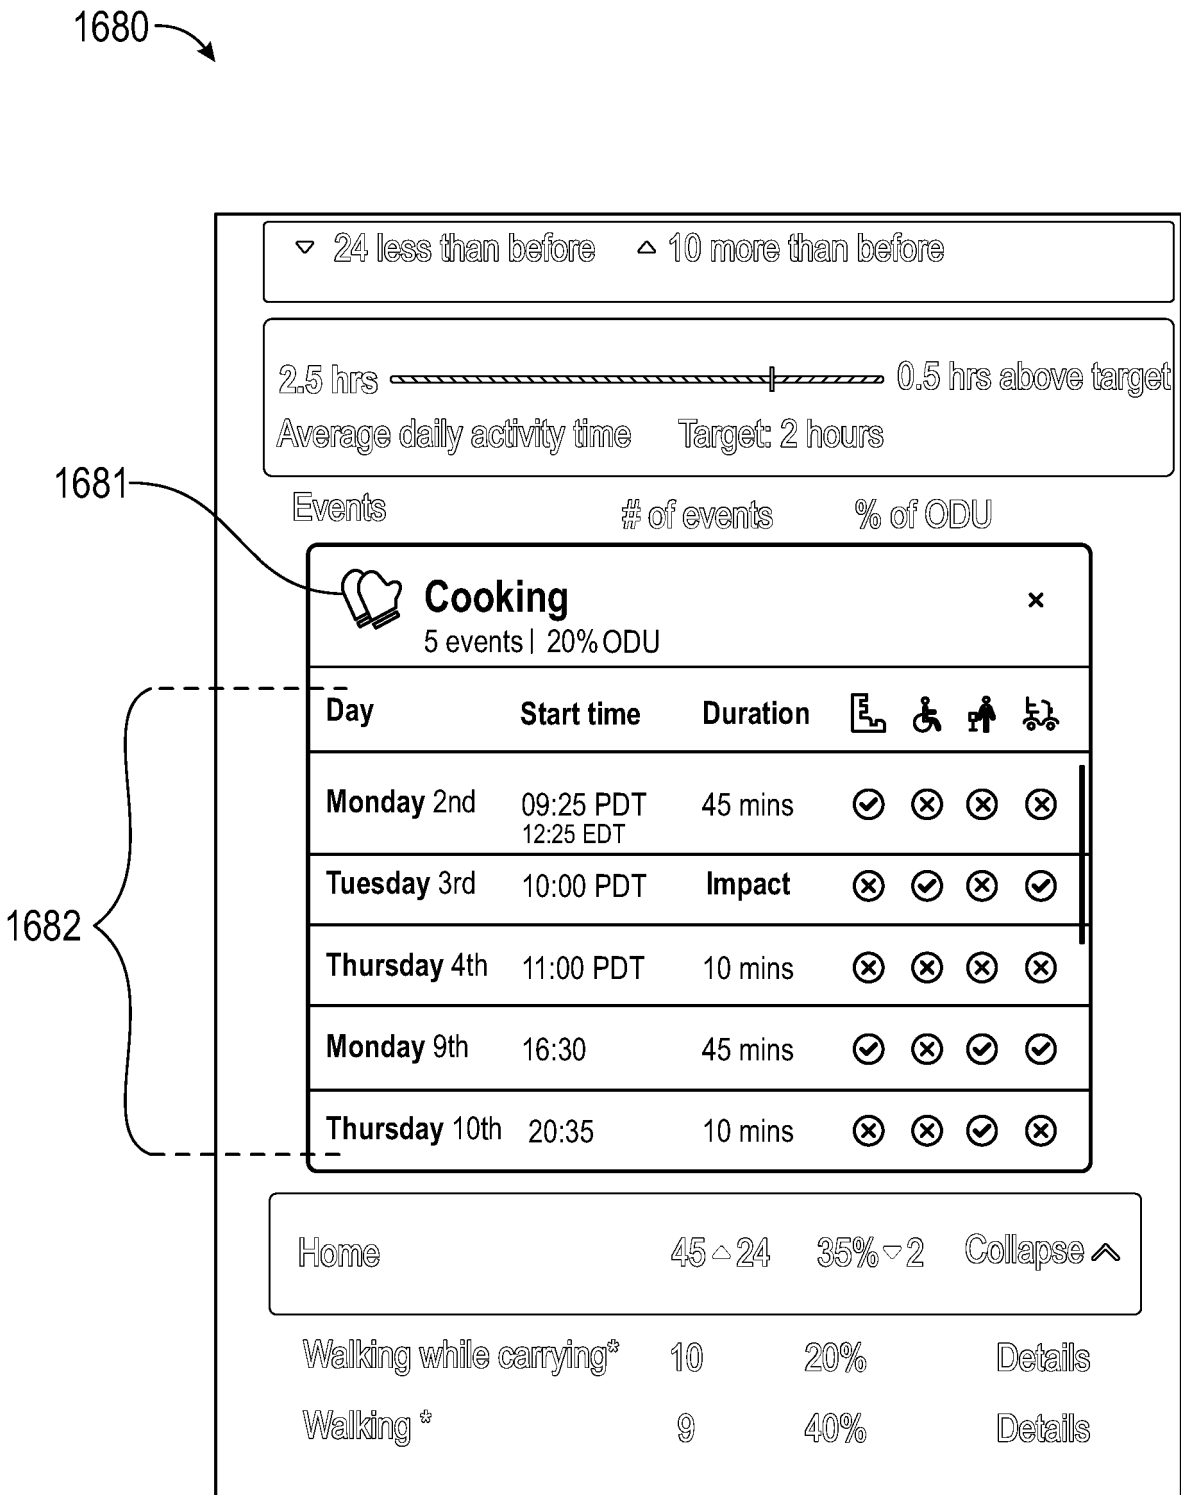 1680
24 less than before 10 more than before
2.5 hrs 0.5 hrs above target
Average daily activity time Target: 2 hours
1681
Events # of events % of ODU
Cooking ×
5 events | 20% ODU
Day Start time Duration
Monday 2nd 09:25 PDT 45 mins
12:25 EDT
Tuesday 3rd 10:00 PDT Impact
1682
Thursday 4th 11:00 PDT 10 mins
Monday 9th 16:30 45 mins
Thursday 10th 20:35 10 mins
Home 45 24 35% 2 Collapse
Walking while carrying* 10 20% Details
Walking * 9 40% Details